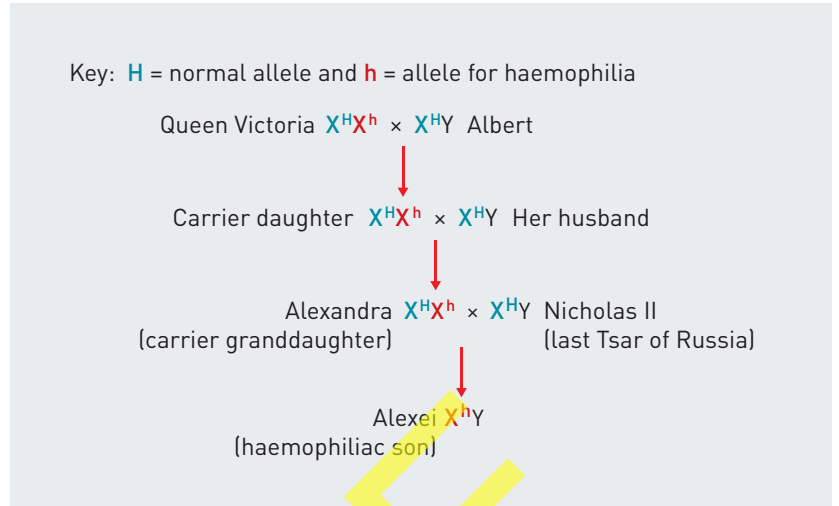 Key: H = normal allele and h = allele for haemophilia
Queen Victoria XᴴXʰ × XᴴY Albert
Carrier daughter XᴴXʰ × XᴴY Her husband
Alexandra XᴴXʰ × XᴴY Nicholas II
(carrier granddaughter) (last Tsar of Russia)
Alexei XʰY
(haemophiliac son)